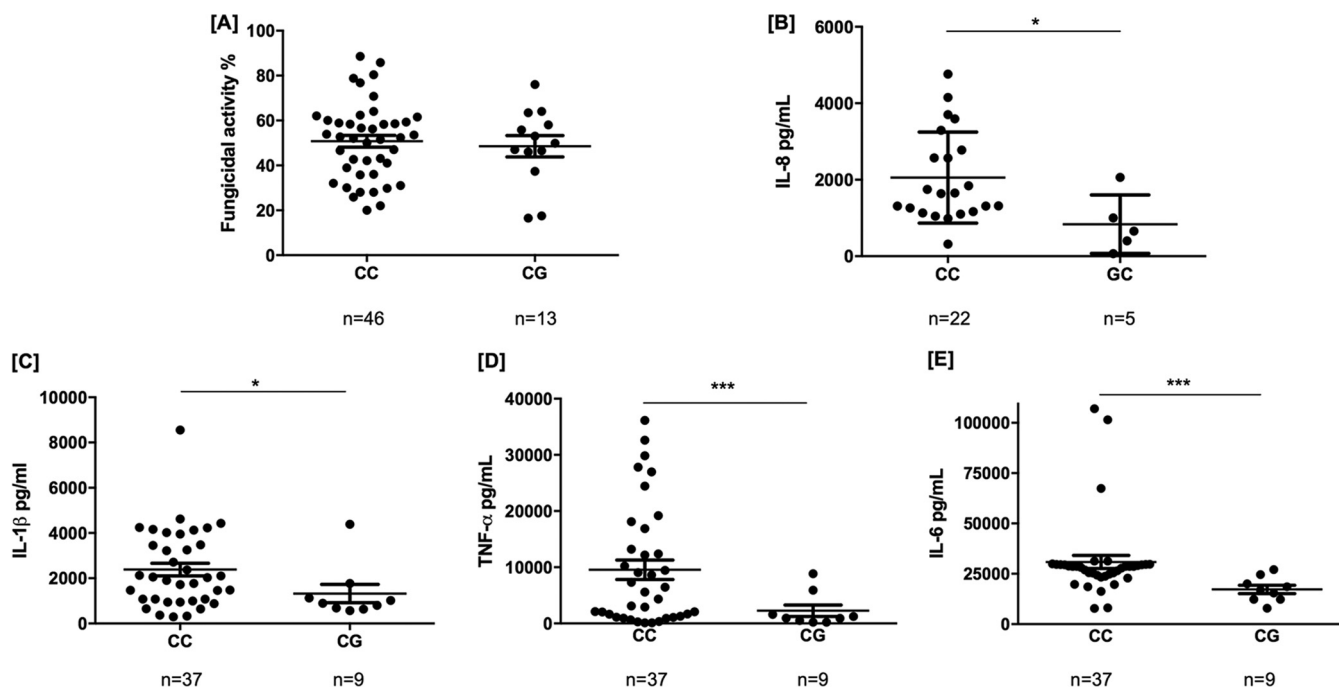 [A]
Fungicidal activity %
100
80
60
40
20
0
CC
CG
n=46
n=13
[B]
*
IL-8 pg/mL
6000
4000
2000
0
CC
GC
n=22
n=5
[C]
*
IL-1β pg/ml
10000
8000
6000
4000
2000
0
CC
CG
n=37
n=9
[D]
***
TNF-α pg/mL
40000
30000
20000
10000
0
CC
CG
n=37
n=9
[E]
***
IL-6 pg/mL
100000
75000
50000
25000
0
CC
CG
n=37
n=9